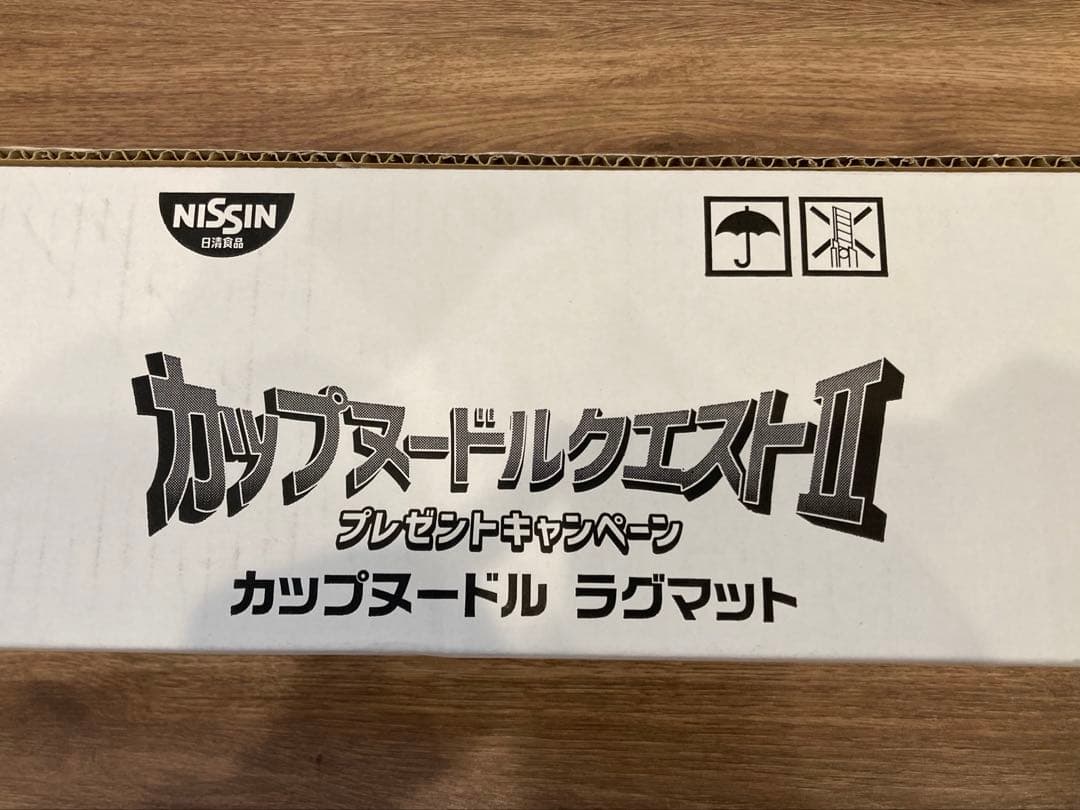 NISSIN
日清食品
カップヌードルクエストII
プレゼントキャンペーン
カップヌードル ラグマット